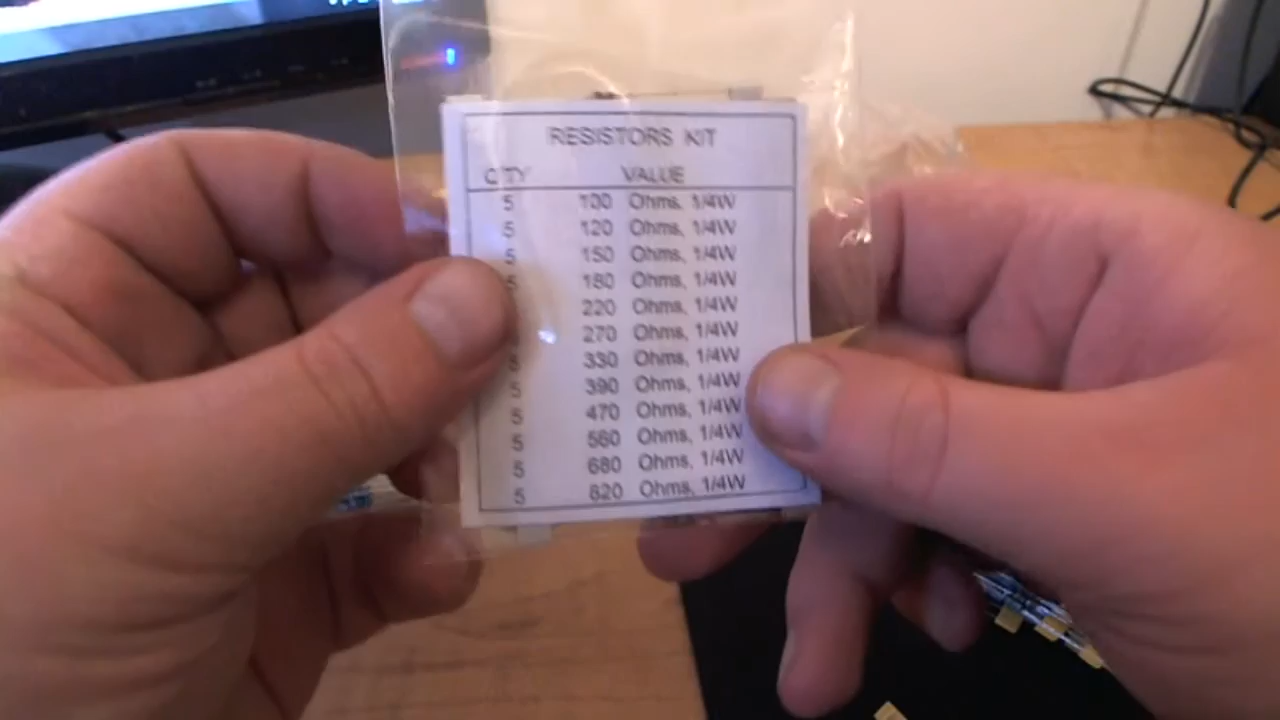 RESISTORS KIT
QTY VALUE
5 100 Ohms, 1/4W
5 120 Ohms, 1/4W
5 150 Ohms, 1/4W
5 180 Ohms, 1/4W
220 Ohms, 1/4W
270 Ohms, 1/4W
330 Ohms, 1/4W
5 390 Ohms, 1/4W
5 470 Ohms, 1/4W
5 560 Ohms, 1/4W
5 680 Ohms, 1/4W
5 820 Ohms, 1/4W